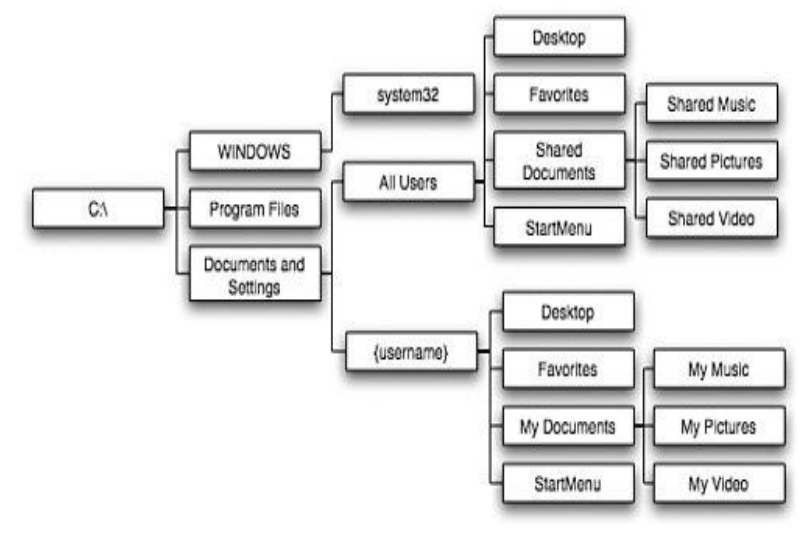 C:\
WINDOWS
Program Files
Documents and
Settings
system32
All Users
{username}
Desktop
Favorites
Shared
Documents
StartMenu
Shared Music
Shared Pictures
Shared Video
Desktop
Favorites
My Documents
StartMenu
My Music
My Pictures
My Video